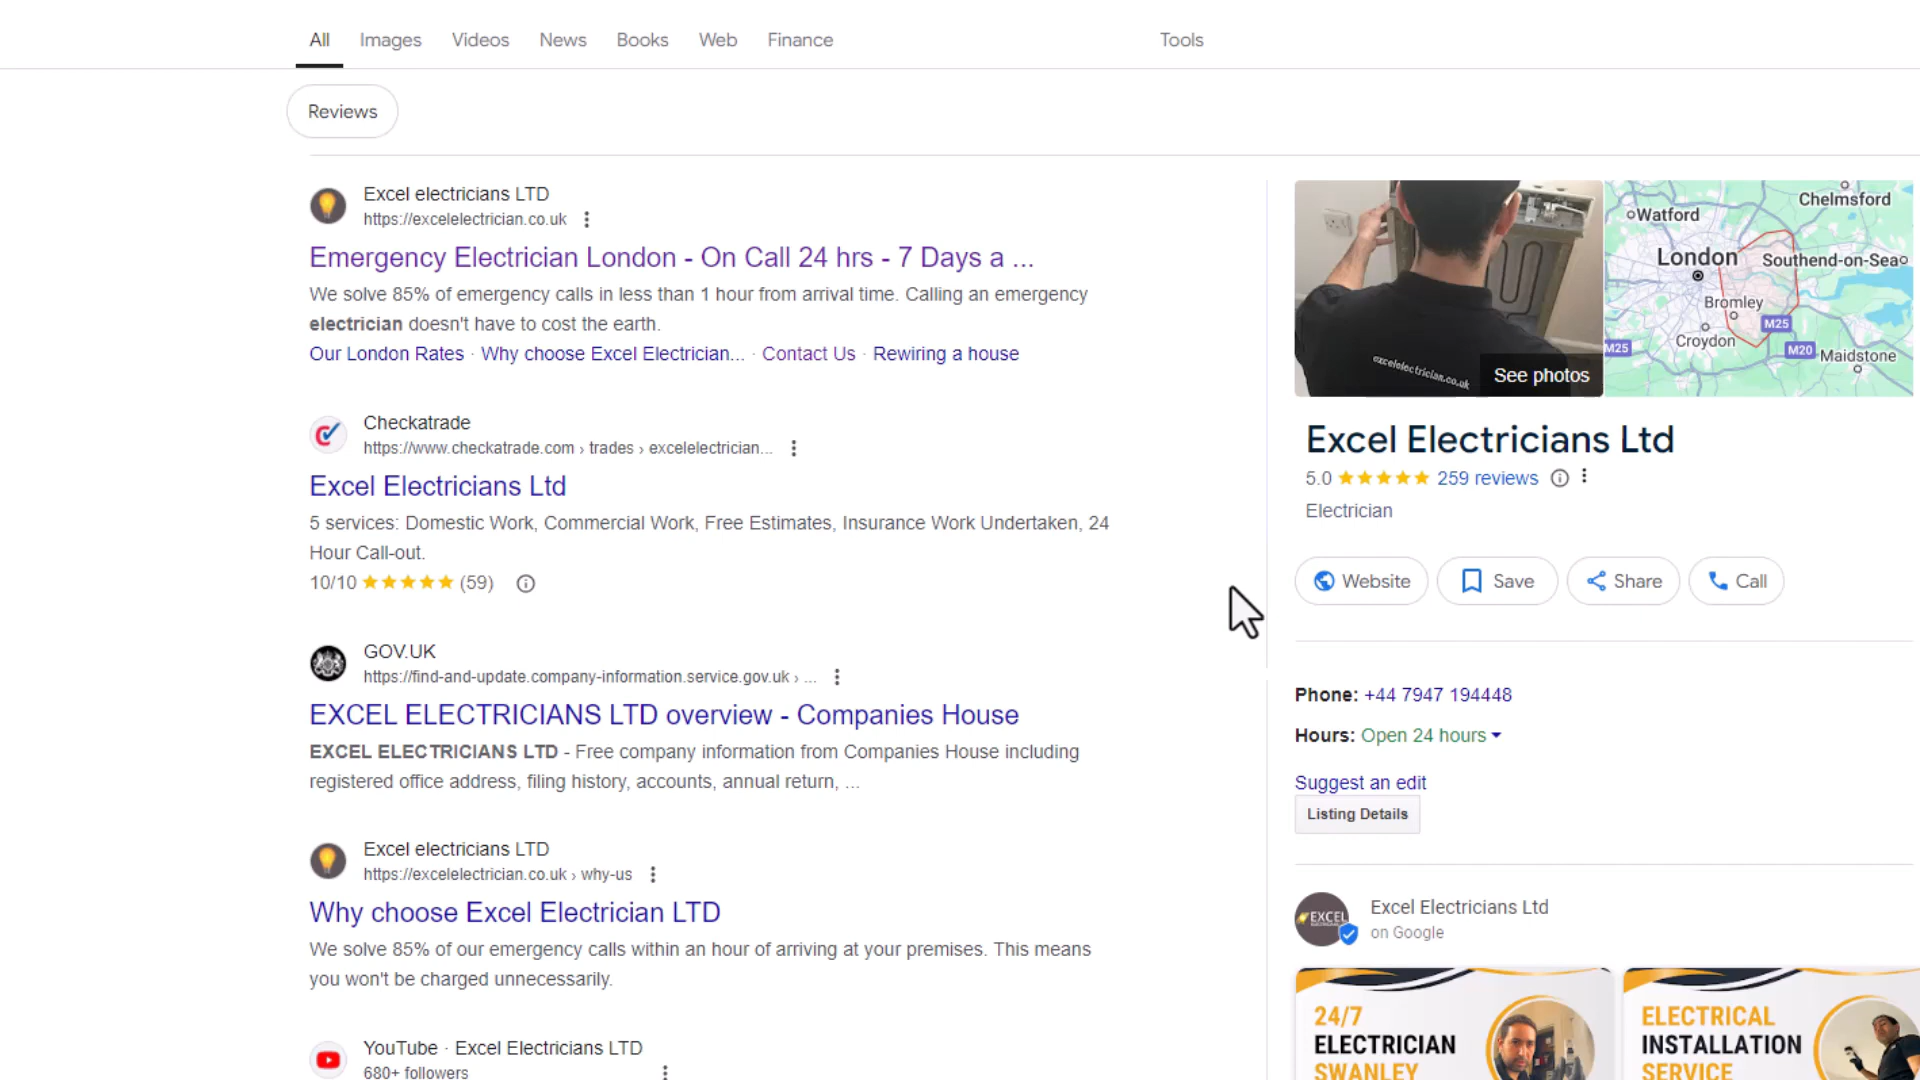 All Images Videos News Books Web Finance Tools
Reviews
Excel electricians LTD
https://excelelectrician.co.uk
Emergency Electrician London - On Call 24 hrs - 7 Days a ...
We solve 85% of emergency calls in less than 1 hour from arrival time. Calling an emergency
electrician doesn't have to cost the earth.
Our London Rates · Why choose Excel Electrician... · Contact Us · Rewiring a house
Checkatrade
https://www.checkatrade.com › trades › excelelectrician...
Excel Electricians Ltd
5 services: Domestic Work, Commercial Work, Free Estimates, Insurance Work Undertaken, 24
Hour Call-out.
10/10 (59)
GOV.UK
https://find-and-update.company-information.service.gov.uk › ...
EXCEL ELECTRICIANS LTD overview - Companies House
EXCEL ELECTRICIANS LTD - Free company information from Companies House including
registered office address, filing history, accounts, annual return, ...
Excel electricians LTD
https://excelelectrician.co.uk › why-us
Why choose Excel Electrician LTD
We solve 85% of our emergency calls within an hour of arriving at your premises. This means
you won't be charged unnecessarily.
YouTube · Excel Electricians LTD
680+ followers
excelelectrician.co.uk
See photos
Chelmsford
Watford
London
Southend-on-Sea
Bromley
M25
Croydon
M25
M20
Maidstone
Excel Electricians Ltd
5.0 259 reviews
Electrician
Website Save Share Call
Phone: +44 7947 194448
Hours: Open 24 hours
Suggest an edit
Listing Details
EXCEL
Excel Electricians Ltd
on Google
24/7
ELECTRICIAN
SWANLEY
ELECTRICAL
INSTALLATION
SERVICE